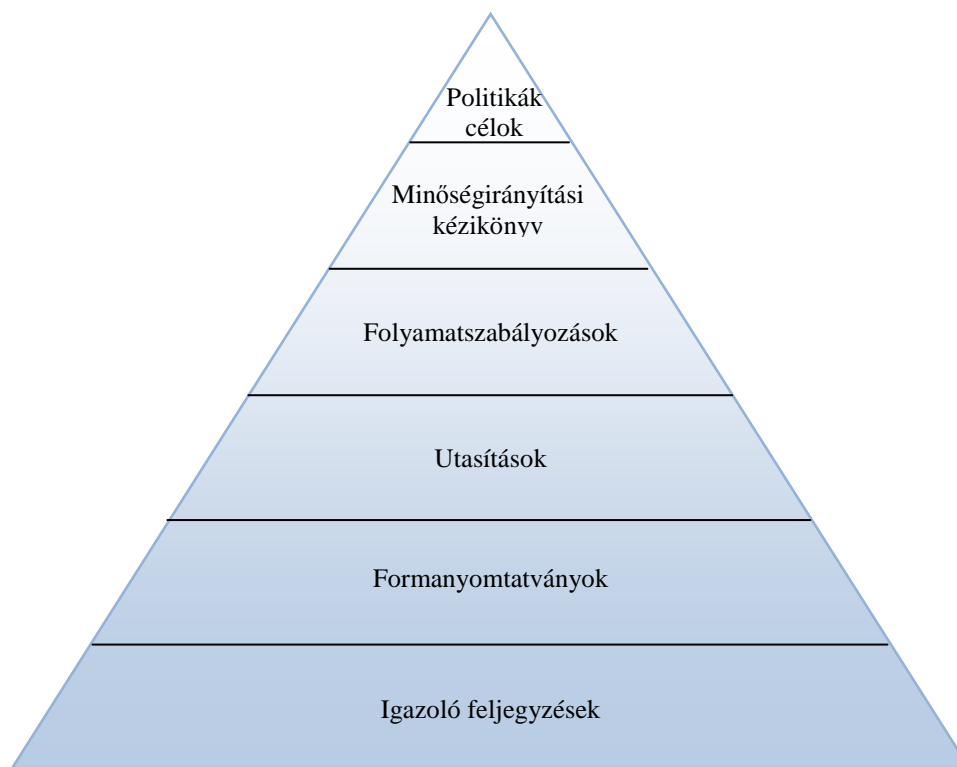 Politikák
célok
Minőségirányítási
kézikönyv
Folyamatszabályozások
Utasítások
Formanyomtatványok
Igazoló feljegyzések